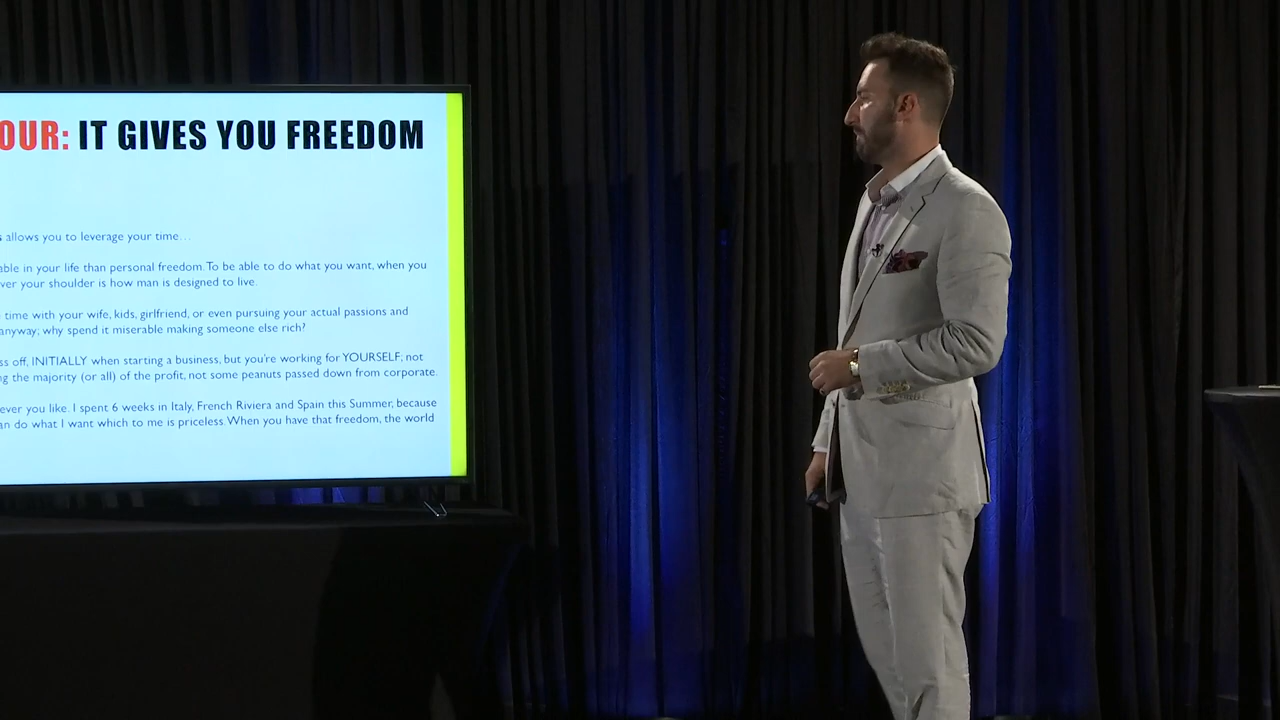 OUR: IT GIVES YOU FREEDOM
allows you to leverage your time…
able in your life than personal freedom. To be able to do what you want, when you
ver your shoulder is how man is designed to live.
time with your wife, kids, girlfriend, or even pursuing your actual passions and
anyway; why spend it miserable making someone else rich?
ss off, INITIALLY when starting a business, but you're working for YOURSELF; not
ng the majority (or all) of the profit, not some peanuts passed down from corporate.
ever you like. I spent 6 weeks in Italy, French Riviera and Spain this Summer, because
an do what I want which to me is priceless. When you have that freedom, the world